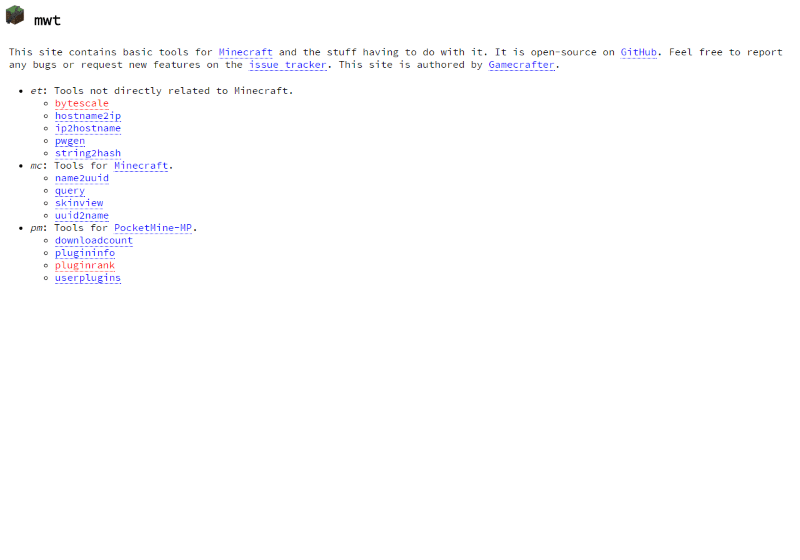 mwt
This site contains basic tools for Minecraft and the stuff having to do with it. It is open-source on GitHub. Feel free to report
any bugs or request new features on the issue tracker. This site is authored by Gamecrafter.
et: Tools not directly related to Minecraft.
bytescale
hostname2ip
ip2hostname
pwgen
string2hash
mc: Tools for Minecraft.
name2uuid
query
skinview
uuid2name
pm: Tools for PocketMine-MP.
downloadcount
plugininfo
pluginrank
userplugins